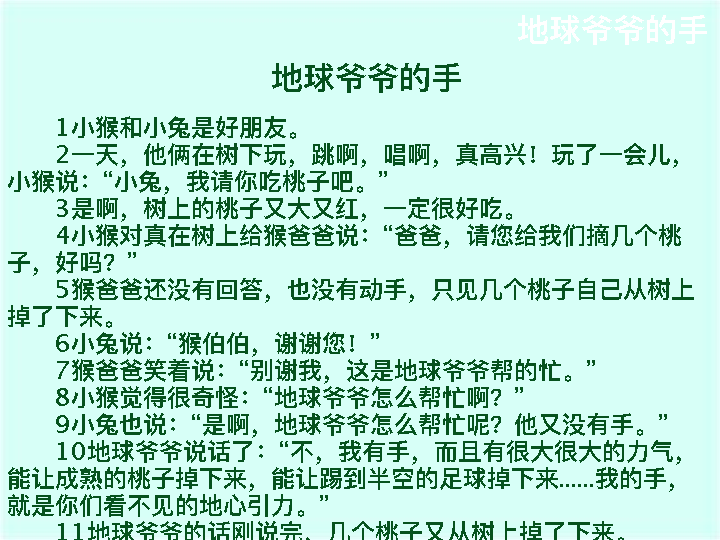 地球爷爷的手
地球爷爷的手
1小猴和小兔是好朋友。
2一天，他俩在树下玩，跳啊，唱啊，真高兴！玩了一会儿，
小猴说：“小兔，我请你吃桃子吧。”
3是啊，树上的桃子又大又红，一定很好吃。
4小猴对真在树上给猴爸爸说：“爸爸，请您给我们摘几个桃
子，好吗？”
5猴爸爸还没有回答，也没有动手，只见几个桃子自己从树上
掉了下来。
6小兔说：“猴伯伯，谢谢您！”
7猴爸爸笑着说：“别谢我，这是地球爷爷帮的忙。”
8小猴觉得很奇怪：“地球爷爷怎么帮忙啊？”
9小兔也说：“是啊，地球爷爷怎么帮忙呢？他又没有手。”
10地球爷爷说话了：“不，我有手，而且有很大很大的力气，
能让成熟的桃子掉下来，能让踢到半空的足球掉下来......我的手，
就是你们看不见的地心引力。”
11地球爷爷的话刚说完，几个桃子又从树上掉了下来。